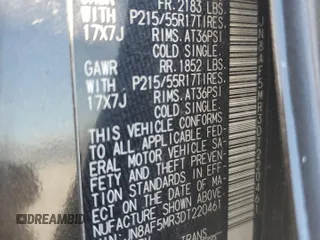 FR. 2183 LBS.
WITH P215/55R17TIRES
17X7J RIMS. AT36PSI
COLD SINGLE.
GAWR RR. 1852 LBS.
WITH P215/55R17TIRES
17X7J RIMS. AT36PSI
COLD SINGLE.
THIS VEHICLE CONFORMS
TO ALL APPLICABLE FED-
ERAL MOTOR VEHICLE SA-
FETY AND THEFT PREVEN-
TION STANDARDS IN EFF-
ECT ON THE DATE OF MA-
NUFACTURE SHOWN ABOVE
JN8AF5MR3DT220461
TRANS
JN8AF5MR3DT220461
DREAMBID